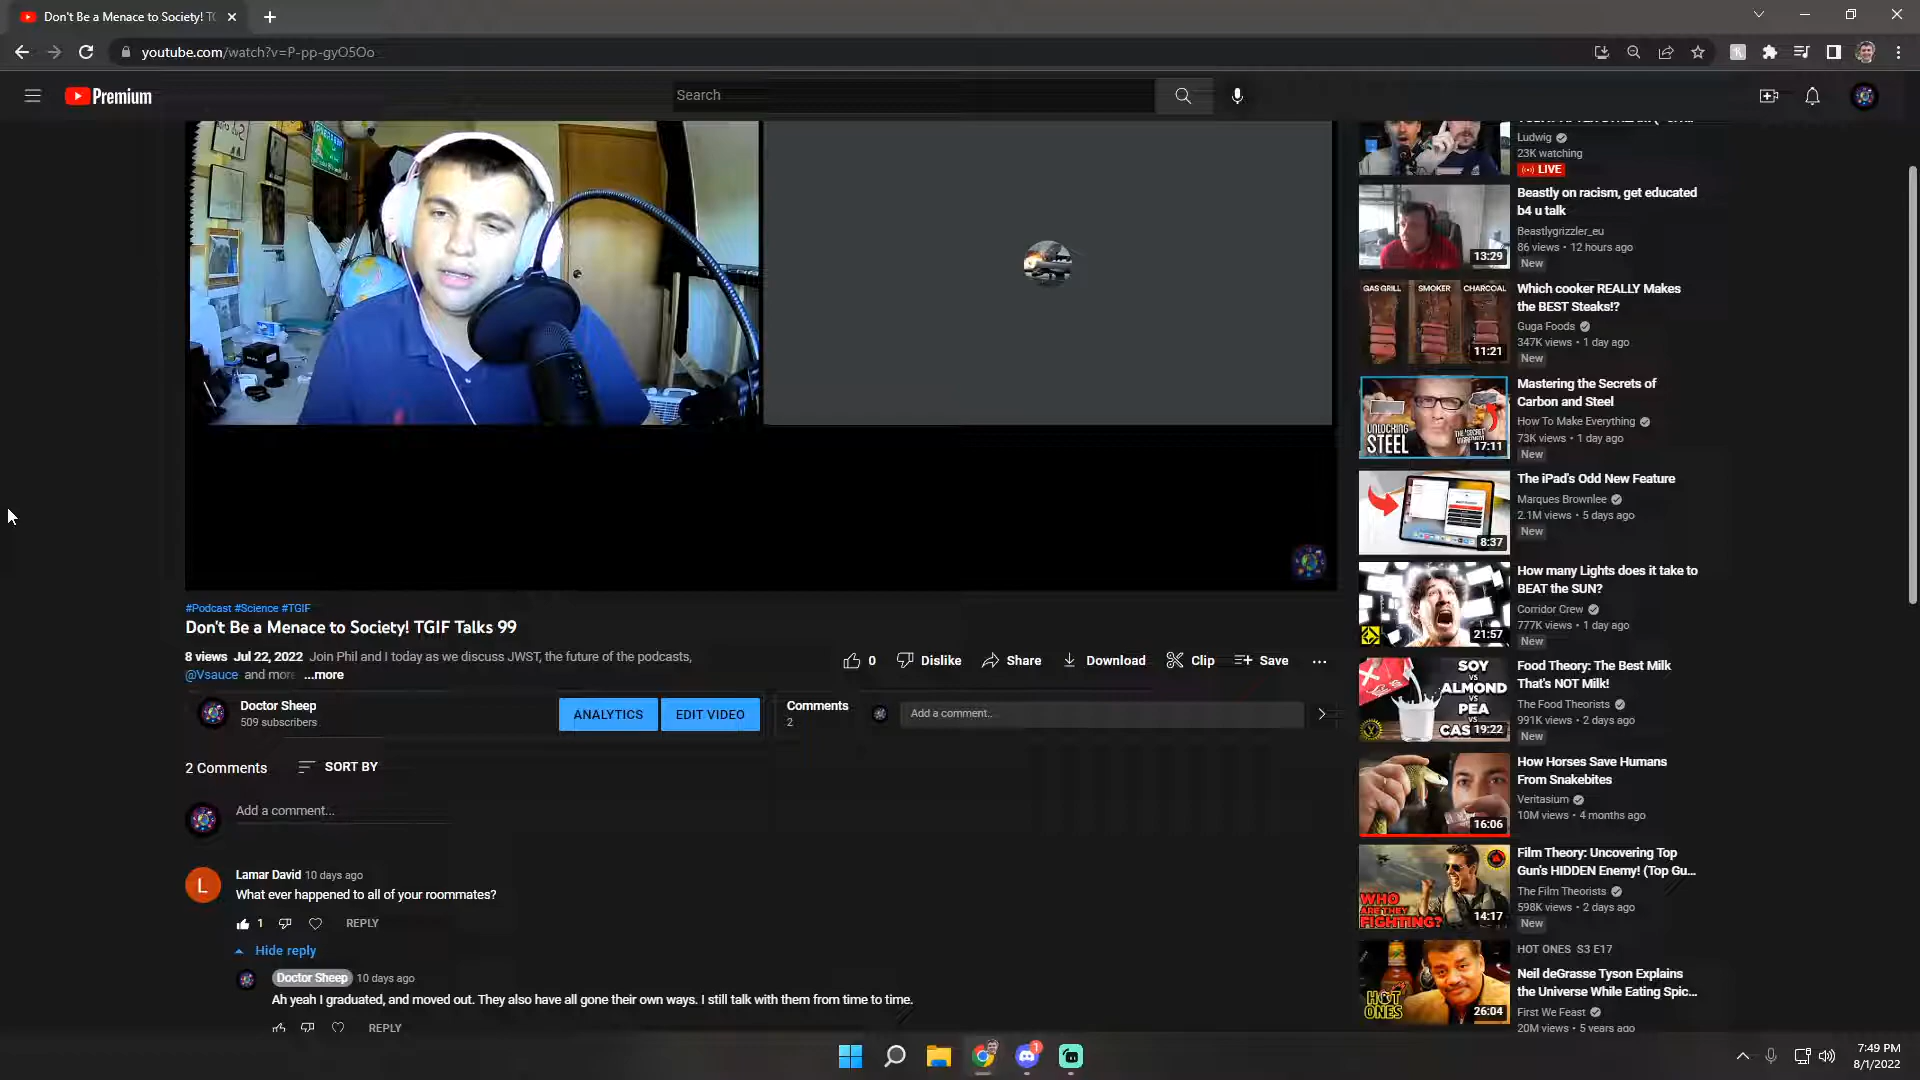 Don't Be a Menace to Society!
youtube.com/watch?v=P-pp-gyO5Oo
Premium
Search
#Podcast #Science #TGIF
Don't Be a Menace to Society! TGIF Talks 99
8 views Jul 22, 2022 Join Phil and I today as we discuss JWST, the future of the podcasts,
@Vsauce and more ...more
0
Dislike
Share
Download
Clip
Save
Doctor Sheep
509 subscribers
ANALYTICS
EDIT VIDEO
Comments
2
Add a comment...
2 Comments
SORT BY
Add a comment...
L
Lamar David 10 days ago
What ever happened to all of your roommates?
1
REPLY
Hide reply
Doctor Sheep 10 days ago
Ah yeah I graduated, and moved out. They also have all gone their own ways. I still talk with them from time to time.
REPLY
Ludwig
23K watching
LIVE
Beastly on racism, get educated
b4 u talk
Beastlygrizzler_eu
86 views • 12 hours ago
New
13:29
GAS GRILL SMOKER CHARCOAL
11:21
Which cooker REALLY Makes
the BEST Steaks!?
Guga Foods
347K views • 1 day ago
New
UNLOCKING
STEEL
17:11
Mastering the Secrets of
Carbon and Steel
How To Make Everything
73K views • 1 day ago
New
8:37
The iPad's Odd New Feature
Marques Brownlee
2.1M views • 5 days ago
New
21:57
How many Lights does it take to
BEAT the SUN?
Corridor Crew
777K views • 1 day ago
New
SOY
VS
ALMOND
VS
PEA
VS
CAS
19:22
Food Theory: The Best Milk
That's NOT Milk!
The Food Theorists
991K views • 2 days ago
New
16:06
How Horses Save Humans
From Snakebites
Veritasium
10M views • 4 months ago
WHO
ARE THEY
FIGHTING?
14:17
Film Theory: Uncovering Top
Gun's HIDDEN Enemy! (Top Gu...
The Film Theorists
598K views • 2 days ago
New
HOT
ONES
26:04
HOT ONES S3 E17
Neil deGrasse Tyson Explains
the Universe While Eating Spic...
First We Feast
20M views • 5 years ago
1
7:49 PM
8/1/2022